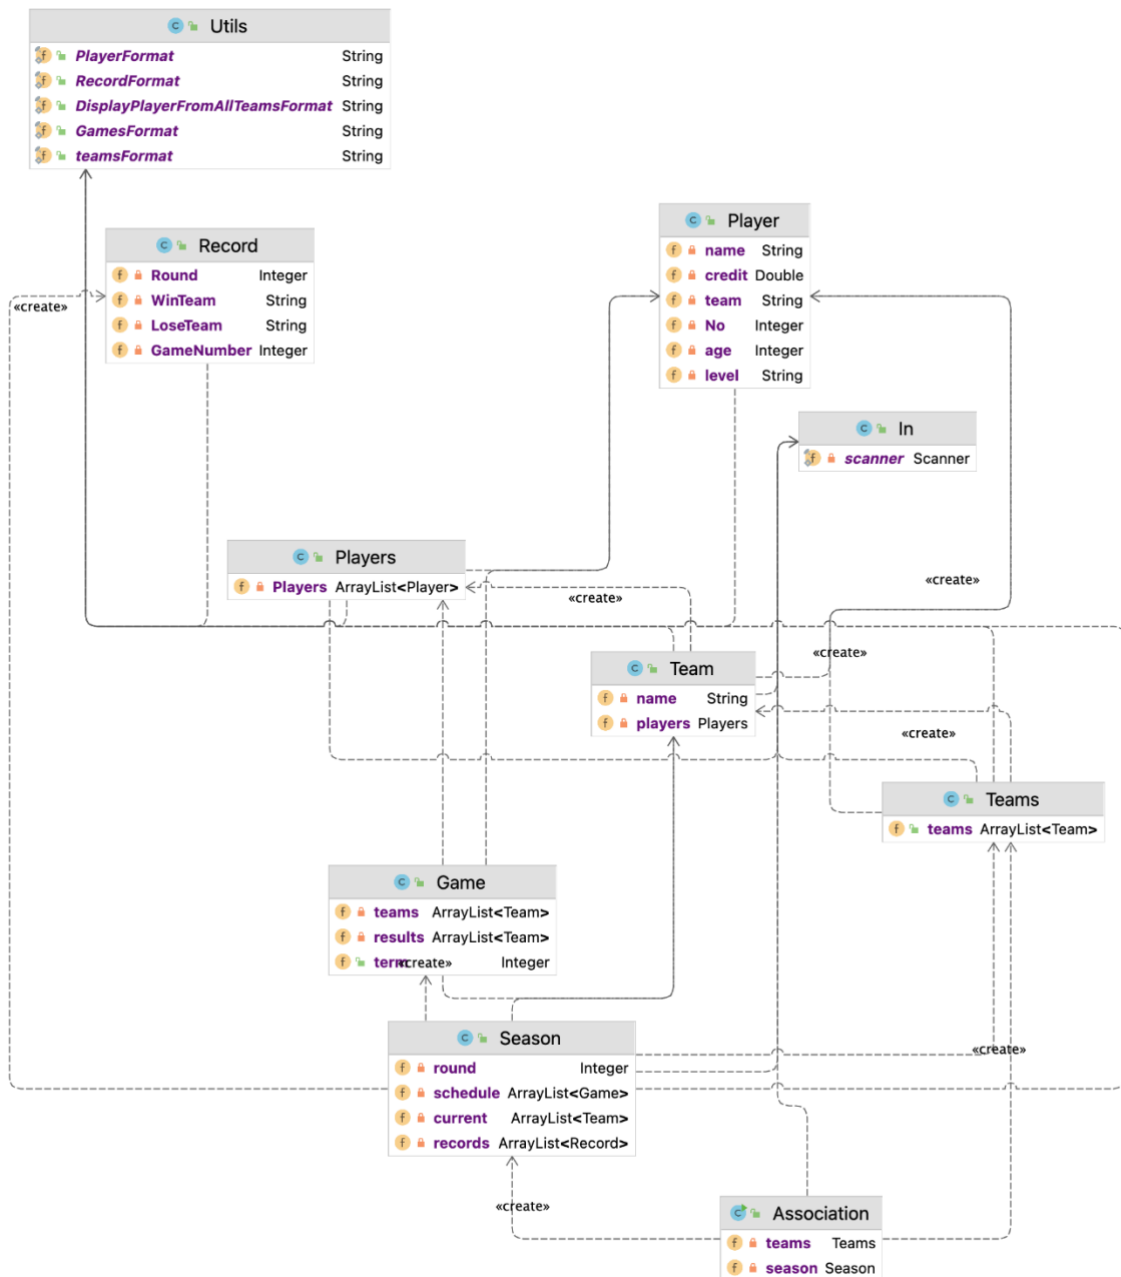 Utils
PlayerFormat String
RecordFormat String
DisplayPlayerFromAllTeamsFormat String
GamesFormat String
teamsFormat String
Player
name String
credit Double
team String
No Integer
age Integer
level String
Record
Round Integer
WinTeam String
LoseTeam String
GameNumber Integer
«create»
In
scanner Scanner
Players
Players ArrayList<Player>
«create»
«create»
«create»
Team
name String
players Players
«create»
Teams
teams ArrayList<Team>
Game
teams ArrayList<Team>
results ArrayList<Team>
term Integer
«create»
Season
round Integer
schedule ArrayList<Game>
current ArrayList<Team>
records ArrayList<Record>
«create»
«create»
Association
teams Teams
season Season